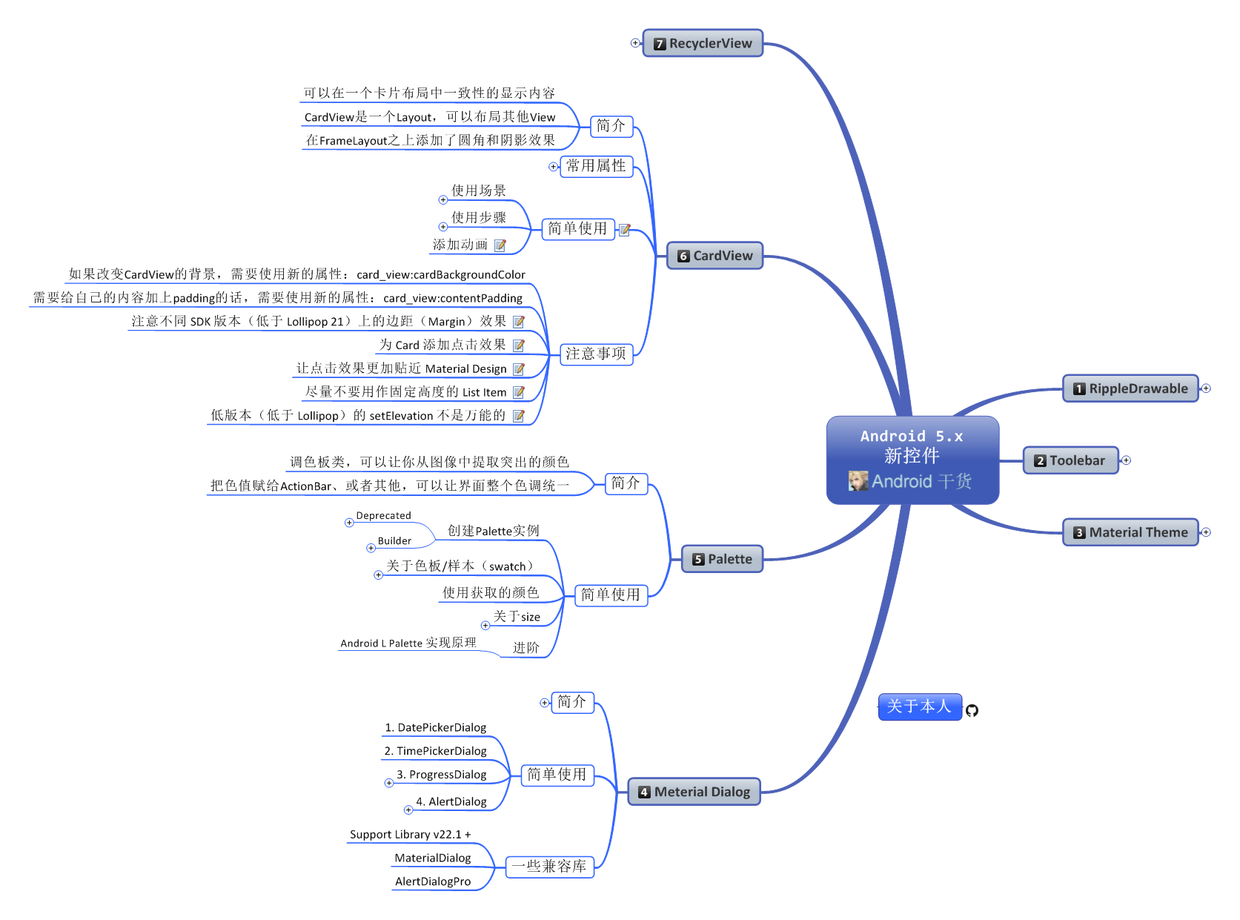 7 RecyclerView
可以在一个卡片布局中一致性的显示内容
CardView是一个Layout，可以布局其他View
在FrameLayout之上添加了圆角和阴影效果
简介
常用属性
使用场景
使用步骤
添加动画
简单使用
6 CardView
如果改变CardView的背景，需要使用新的属性：card_view:cardBackgroundColor
需要给自己的内容加上padding的话，需要使用新的属性：card_view:contentPadding
注意不同 SDK 版本（低于 Lollipop 21）上的边距（Margin）效果
为 Card 添加点击效果
让点击效果更加贴近 Material Design
尽量不要用作固定高度的 List Item
低版本（低于 Lollipop）的 setElevation 不是万能的
注意事项
Android 5.x
新控件
Android 干货
1 RippleDrawable
2 Toolebar
3 Material Theme
调色板类，可以让你从图像中提取突出的颜色
把色值赋给ActionBar、或者其他，可以让界面整个色调统一
简介
Deprecated
Builder
创建Palette实例
关于色板/样本（swatch）
使用获取的颜色
关于size
Android L Palette 实现原理
进阶
简单使用
5 Palette
关于本人
简介
1. DatePickerDialog
2. TimePickerDialog
3. ProgressDialog
4. AlertDialog
简单使用
4 Meterial Dialog
Support Library v22.1 +
MaterialDialog
AlertDialogPro
一些兼容库